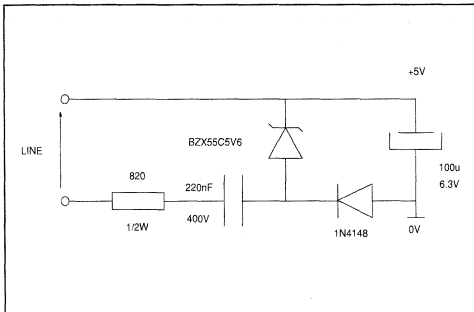 +5V
BZX55C5V6
LINE
820
220nF
100u
6.3V
1/2W
400V
1N4148
0V